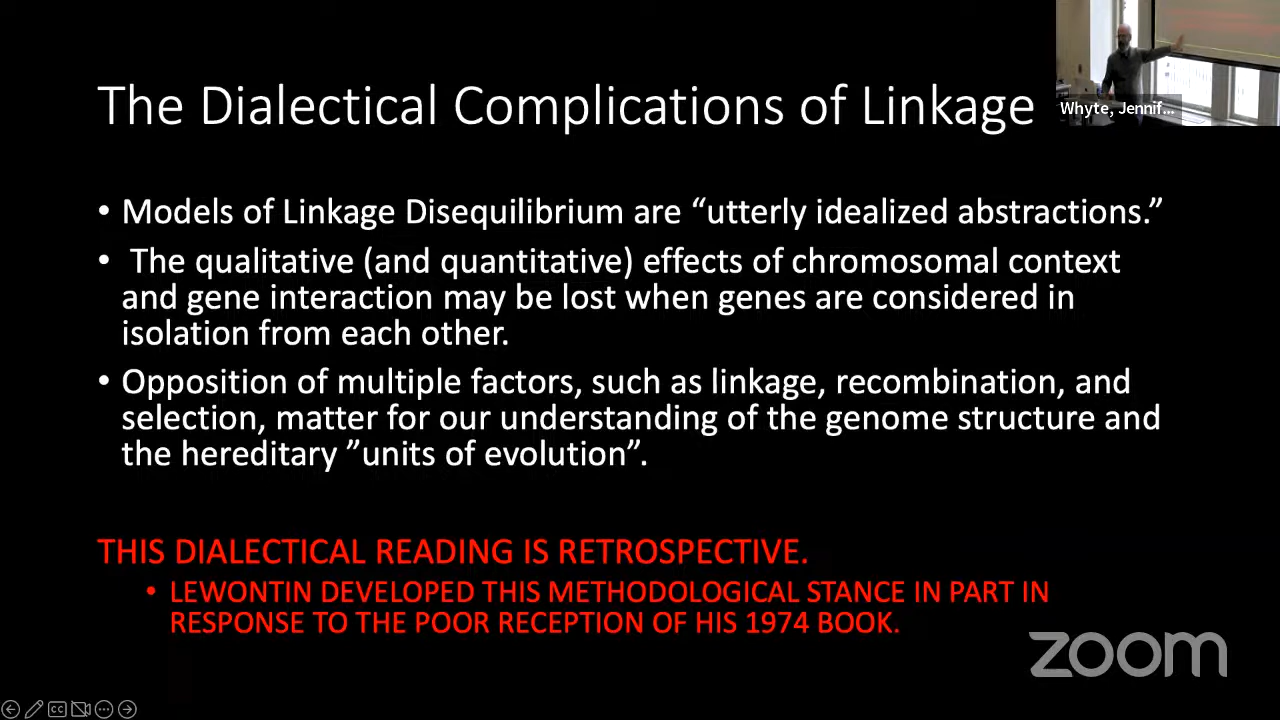 The Dialectical Complications of Linkage
Whyte, Jennif...
• Models of Linkage Disequilibrium are “utterly idealized abstractions.”
• The qualitative (and quantitative) effects of chromosomal context
and gene interaction may be lost when genes are considered in
isolation from each other.
• Opposition of multiple factors, such as linkage, recombination, and
selection, matter for our understanding of the genome structure and
the hereditary ”units of evolution”.
THIS DIALECTICAL READING IS RETROSPECTIVE.
• LEWONTIN DEVELOPED THIS METHODOLOGICAL STANCE IN PART IN
RESPONSE TO THE POOR RECEPTION OF HIS 1974 BOOK.
zoom
CC